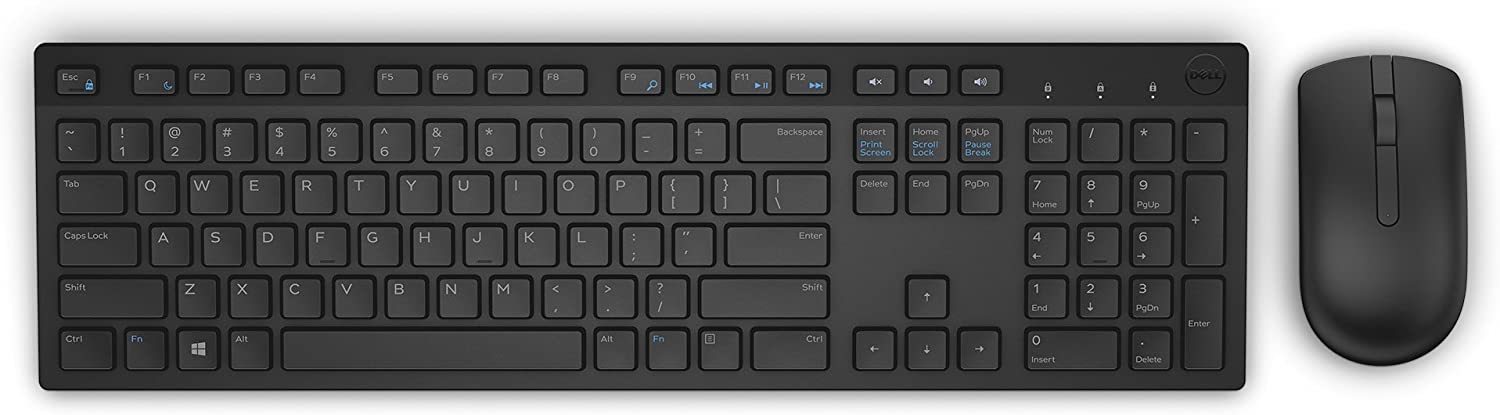 Esc F1 F2 F3 F4 F5 F6 F7 F8 F9 F10 F11 F12 DELL
~ ! @ # $ % ^ & * ( ) _ + Backspace Insert Home PgUp Num / * -
` 1 2 3 4 5 6 7 8 9 0 - = Print Scroll Pause Lock
Screen Lock Break
Tab Q W E R T Y U I O P { } | Delete End PgDn 7 8 9
[ ] \ Home ↑ PgUp +
Caps Lock A S D F G H J K L : " Enter 4 5 6
; ' ← →
Shift Z X C V B N M < > ? Shift ↑ 1 2 3
, . / End ↓ PgDn
Ctrl Fn Alt Alt Fn Ctrl ← ↓ → 0 . Enter
Insert Delete